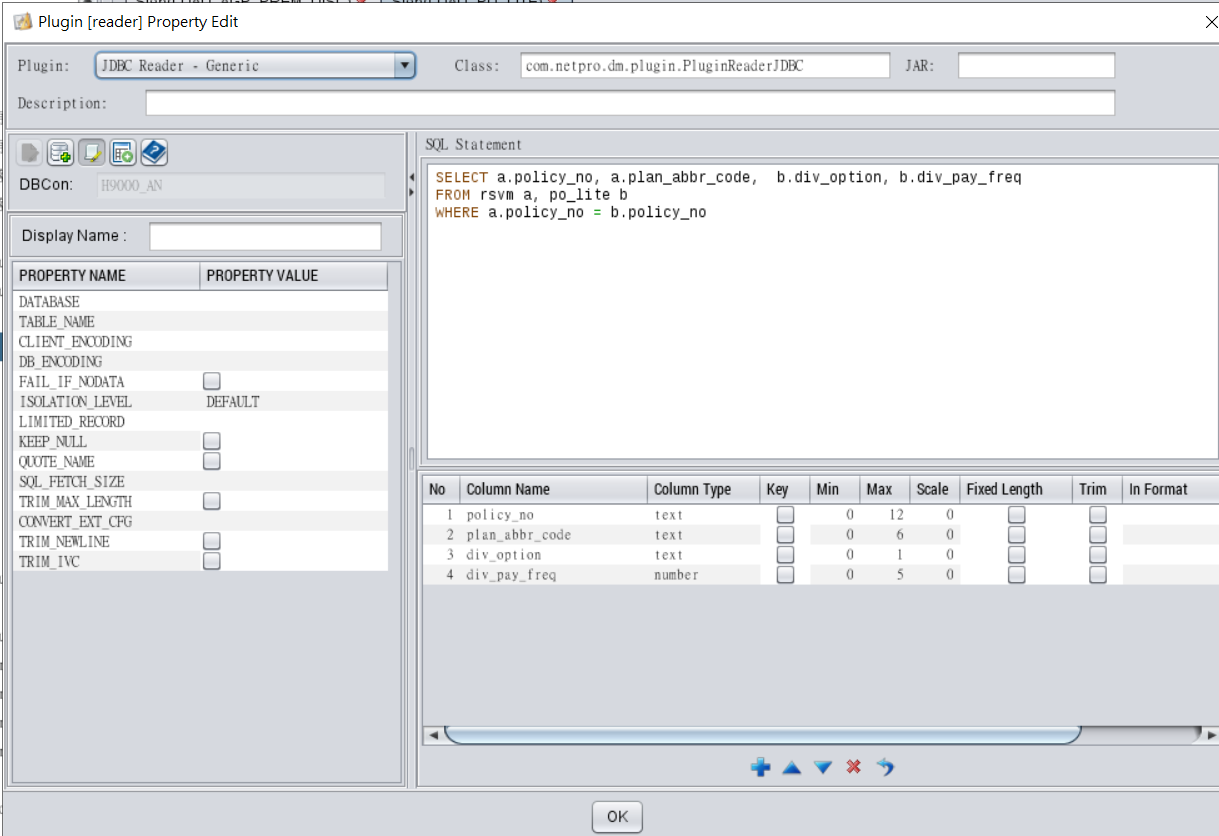 Plugin [reader] Property Edit
Plugin: JDBC Reader - Generic Class: com.netpro.dm.plugin.PluginReaderJDBC JAR:
Description:
DBCon: H9000_AN
Display Name :
PROPERTY NAME PROPERTY VALUE
DATABASE
TABLE_NAME
CLIENT_ENCODING
DB_ENCODING
FAIL_IF_NODATA
ISOLATION_LEVEL DEFAULT
LIMITED_RECORD
KEEP_NULL
QUOTE_NAME
SQL_FETCH_SIZE
TRIM_MAX_LENGTH
CONVERT_EXT_CFG
TRIM_NEWLINE
TRIM_IVC
SQL Statement
SELECT a.policy_no, a.plan_abbr_code,  b.div_option, b.div_pay_freq
FROM rsvm a, po_lite b
WHERE a.policy_no = b.policy_no
No Column Name Column Type Key Min Max Scale Fixed Length Trim In Format
1 policy_no text 0 12 0
2 plan_abbr_code text 0 6 0
3 div_option text 0 1 0
4 div_pay_freq number 0 5 0
OK